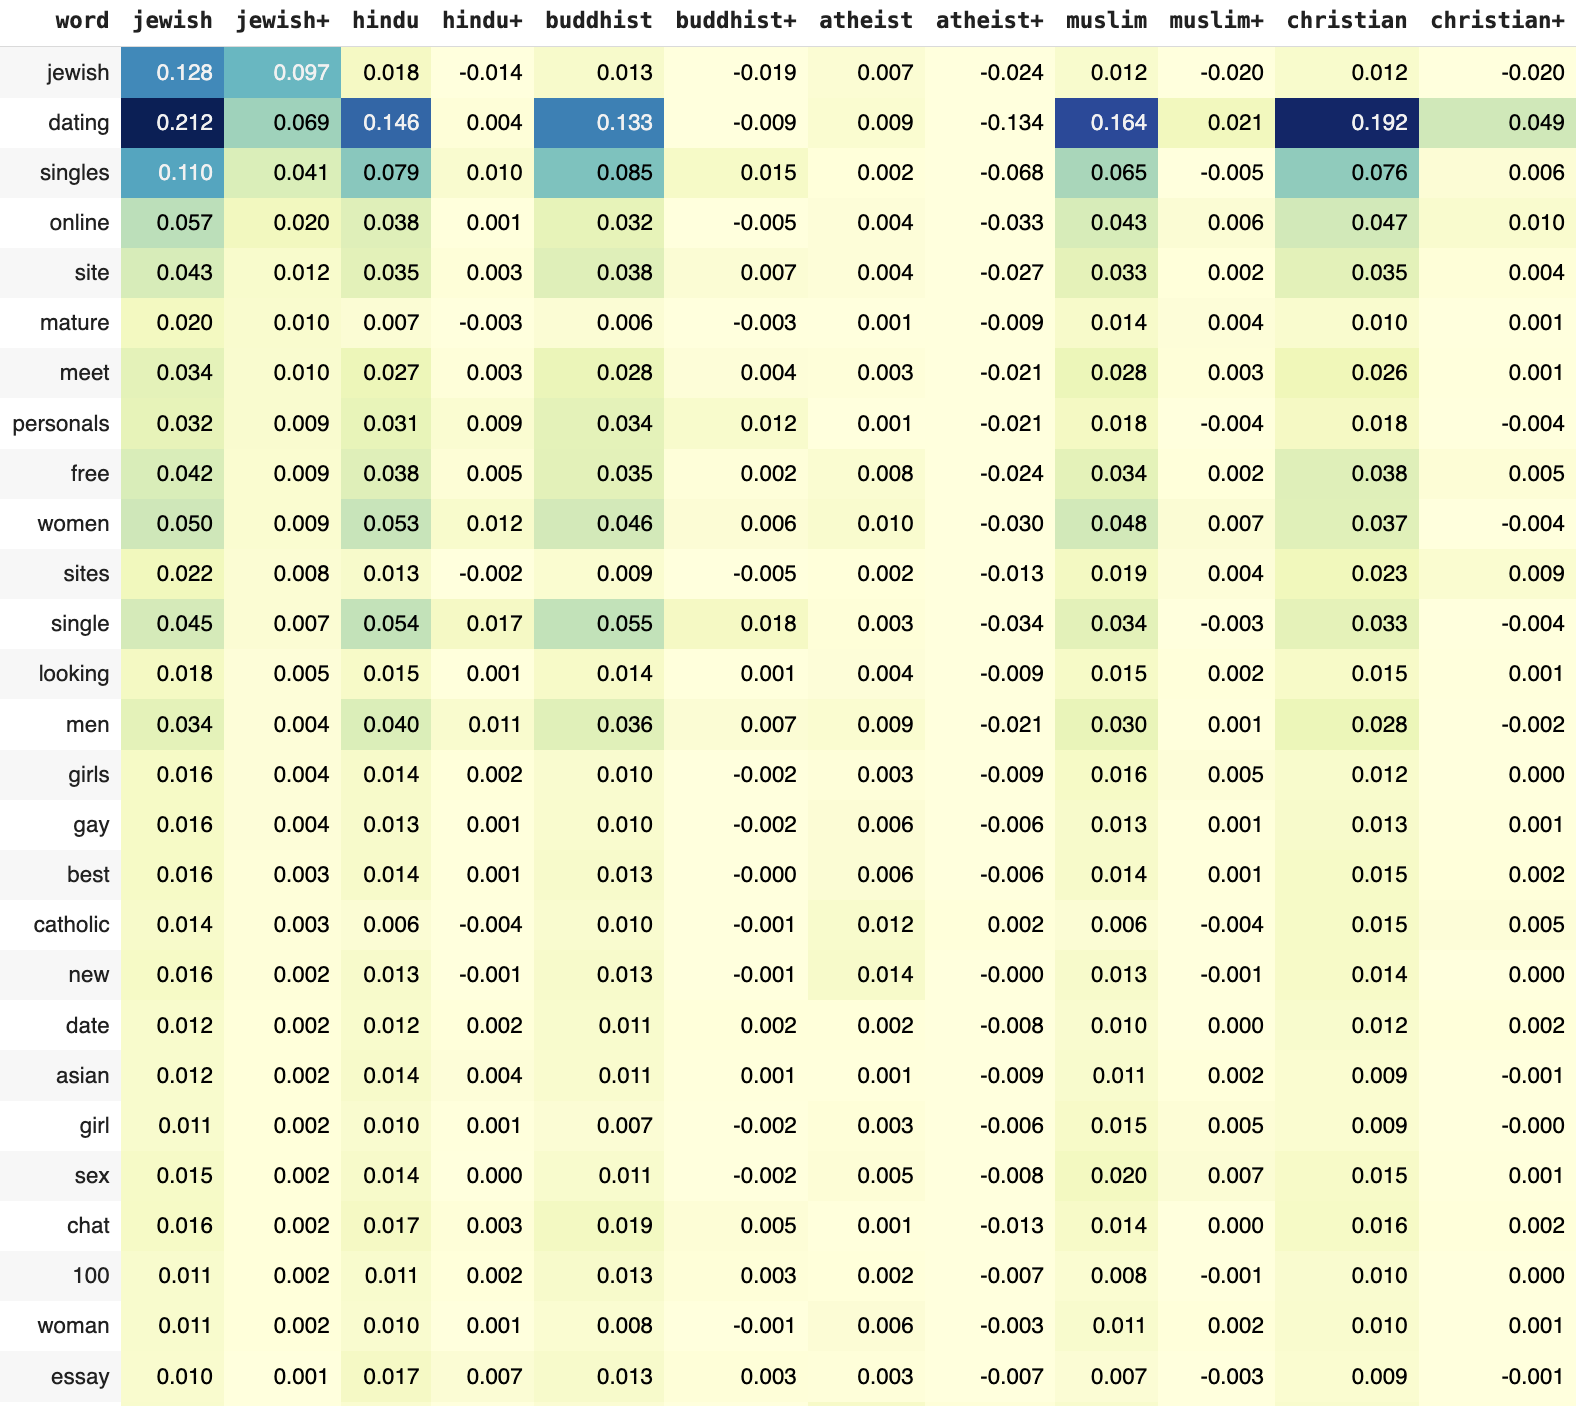 word jewish jewish+ hindu hindu+ buddhist buddhist+ atheist atheist+ muslim muslim+ christian christian+
jewish 0.128 0.097 0.018 -0.014 0.013 -0.019 0.007 -0.024 0.012 -0.020 0.012 -0.020
dating 0.212 0.069 0.146 0.004 0.133 -0.009 0.009 -0.134 0.164 0.021 0.192 0.049
singles 0.110 0.041 0.079 0.010 0.085 0.015 0.002 -0.068 0.065 -0.005 0.076 0.006
online 0.057 0.020 0.038 0.001 0.032 -0.005 0.004 -0.033 0.043 0.006 0.047 0.010
site 0.043 0.012 0.035 0.003 0.038 0.007 0.004 -0.027 0.033 0.002 0.035 0.004
mature 0.020 0.010 0.007 -0.003 0.006 -0.003 0.001 -0.009 0.014 0.004 0.010 0.001
meet 0.034 0.010 0.027 0.003 0.028 0.004 0.003 -0.021 0.028 0.003 0.026 0.001
personals 0.032 0.009 0.031 0.009 0.034 0.012 0.001 -0.021 0.018 -0.004 0.018 -0.004
free 0.042 0.009 0.038 0.005 0.035 0.002 0.008 -0.024 0.034 0.002 0.038 0.005
women 0.050 0.009 0.053 0.012 0.046 0.006 0.010 -0.030 0.048 0.007 0.037 -0.004
sites 0.022 0.008 0.013 -0.002 0.009 -0.005 0.002 -0.013 0.019 0.004 0.023 0.009
single 0.045 0.007 0.054 0.017 0.055 0.018 0.003 -0.034 0.034 -0.003 0.033 -0.004
looking 0.018 0.005 0.015 0.001 0.014 0.001 0.004 -0.009 0.015 0.002 0.015 0.001
men 0.034 0.004 0.040 0.011 0.036 0.007 0.009 -0.021 0.030 0.001 0.028 -0.002
girls 0.016 0.004 0.014 0.002 0.010 -0.002 0.003 -0.009 0.016 0.005 0.012 0.000
gay 0.016 0.004 0.013 0.001 0.010 -0.002 0.006 -0.006 0.013 0.001 0.013 0.001
best 0.016 0.003 0.014 0.001 0.013 -0.000 0.006 -0.006 0.014 0.001 0.015 0.002
catholic 0.014 0.003 0.006 -0.004 0.010 -0.001 0.012 0.002 0.006 -0.004 0.015 0.005
new 0.016 0.002 0.013 -0.001 0.013 -0.001 0.014 -0.000 0.013 -0.001 0.014 0.000
date 0.012 0.002 0.012 0.002 0.011 0.002 0.002 -0.008 0.010 0.000 0.012 0.002
asian 0.012 0.002 0.014 0.004 0.011 0.001 0.001 -0.009 0.011 0.002 0.009 -0.001
girl 0.011 0.002 0.010 0.001 0.007 -0.002 0.003 -0.006 0.015 0.005 0.009 -0.000
sex 0.015 0.002 0.014 0.000 0.011 -0.002 0.005 -0.008 0.020 0.007 0.015 0.001
chat 0.016 0.002 0.017 0.003 0.019 0.005 0.001 -0.013 0.014 0.000 0.016 0.002
100 0.011 0.002 0.011 0.002 0.013 0.003 0.002 -0.007 0.008 -0.001 0.010 0.000
woman 0.011 0.002 0.010 0.001 0.008 -0.001 0.006 -0.003 0.011 0.002 0.010 0.001
essay 0.010 0.001 0.017 0.007 0.013 0.003 0.003 -0.007 0.007 -0.003 0.009 -0.001